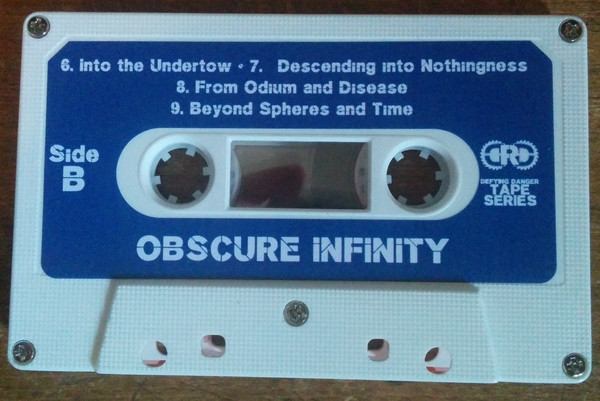 6. Into the Undertow • 7. Descending into Nothingness
8. From Odium and Disease
9. Beyond Spheres and Time
Side
B
DRD
DEFYING DANGER
TAPE
SERIES
OBSCURE INFINITY